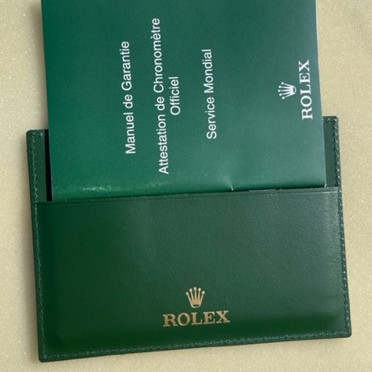 Manuel de Garantie
Attestation de Chronomètre
Officiel
Service Mondial
ROLEX
ROLEX